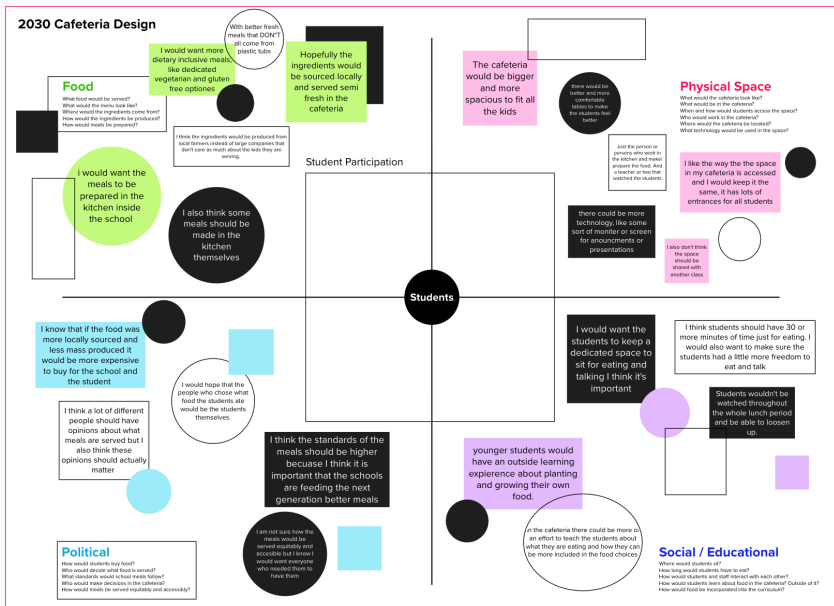 2030 Cafeteria Design
With better fresh
meals that DON"T
all come from
plastic tubs
I would want more
dietary inclusive meals,
like dedicated
vegetarian and gluten
free optiones
Hopefully the
ingredients would
be sourced locally
and served semi
fresh in the
cafeteria
Food
What food would be served?
What would the menu look like?
Where would the ingredients come from?
How would the ingredients be produced?
How would meals be prepared?
I think the ingredients would be produced from
local farmers instead of large companies that
don't care as much about the kids they are
serving.
i would want the
meals to be
prepared in the
kitchen inside
the school
I also think some
meals should be
made in the
kitchen
themselves
Student Participation
Students
The cafeteria
would be bigger
and more
spacious to fit all
the kids
there would be
better and more
comfortable
tables to make
the students feel
better
Physical Space
What would the cafeteria look like?
What would be in the cafeteria?
When and how would students access the space?
Who would work in the cafeteria?
Where would the cafeteria be located?
What technology would be used in the space?
Just the person or
persons who work in
the kitchen and make/
prepare the food. And
a teacher or two that
watched the students
I like the way the the space
in my cafeteria is accessed
and I would keep it the
same, it has lots of
entrances for all students
there could be more
technology, like some
sort of moniter or screen
for anouncments or
presentations
I also don't think
the space
should be
shared with
another class
I know that if the food was
more locally sourced and
less mass produced it
would be more expensive
to buy for the school and
the student
I would hope that the
people who chose what
food the students ate
would be the students
themselves.
I think a lot of different
people should have
opinions about what
meals are served but I
also think these
opinions should actually
matter
I think the standards of the
meals should be higher
becuase I think it is
important that the schools
are feeding the next
generation better meals
I am not sure how the
meals would be
served equitably and
accesible but I know I
would want everyone
who needed them to
have them
Political
How would students buy food?
Who would decide what food is served?
What standards would school meals follow?
Who would make decisions in the cafeteria?
How would meals be served equitably and accessibly?
I would want the
students to keep a
dedicated space to
sit for eating and
talking I think it's
important
I think students should have 30 or
more minutes of time just for eating. I
would also want to make sure the
students had a little more freedom to
eat and talk
Students wouldn't be
watched throughout
the whole lunch period
and be able to loosen
up.
younger students would
have an outside learning
expierence about planting
and growing their own
food.
in the cafeteria there could be more of
an effort to teach the students about
what they are eating and how they can
be more included in the food choices
Social / Educational
Where would students sit?
How long would students have to eat?
How would students and staff interact with each other?
How would students learn about food in the cafeteria? Outside of it?
How would food be incorporated into the curriculum?